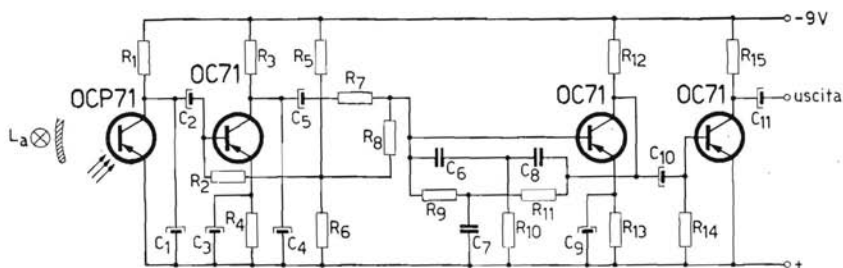 -9V
R1
R3
R5
R12
R15
OCP71
OC71
R7
OC71
OC71
C2
C5
C11
uscita
La
R8
C6
C8
C10
R2
R9
R11
C1
C3
R4
C4
R6
C7
R10
C9
R13
R14
+